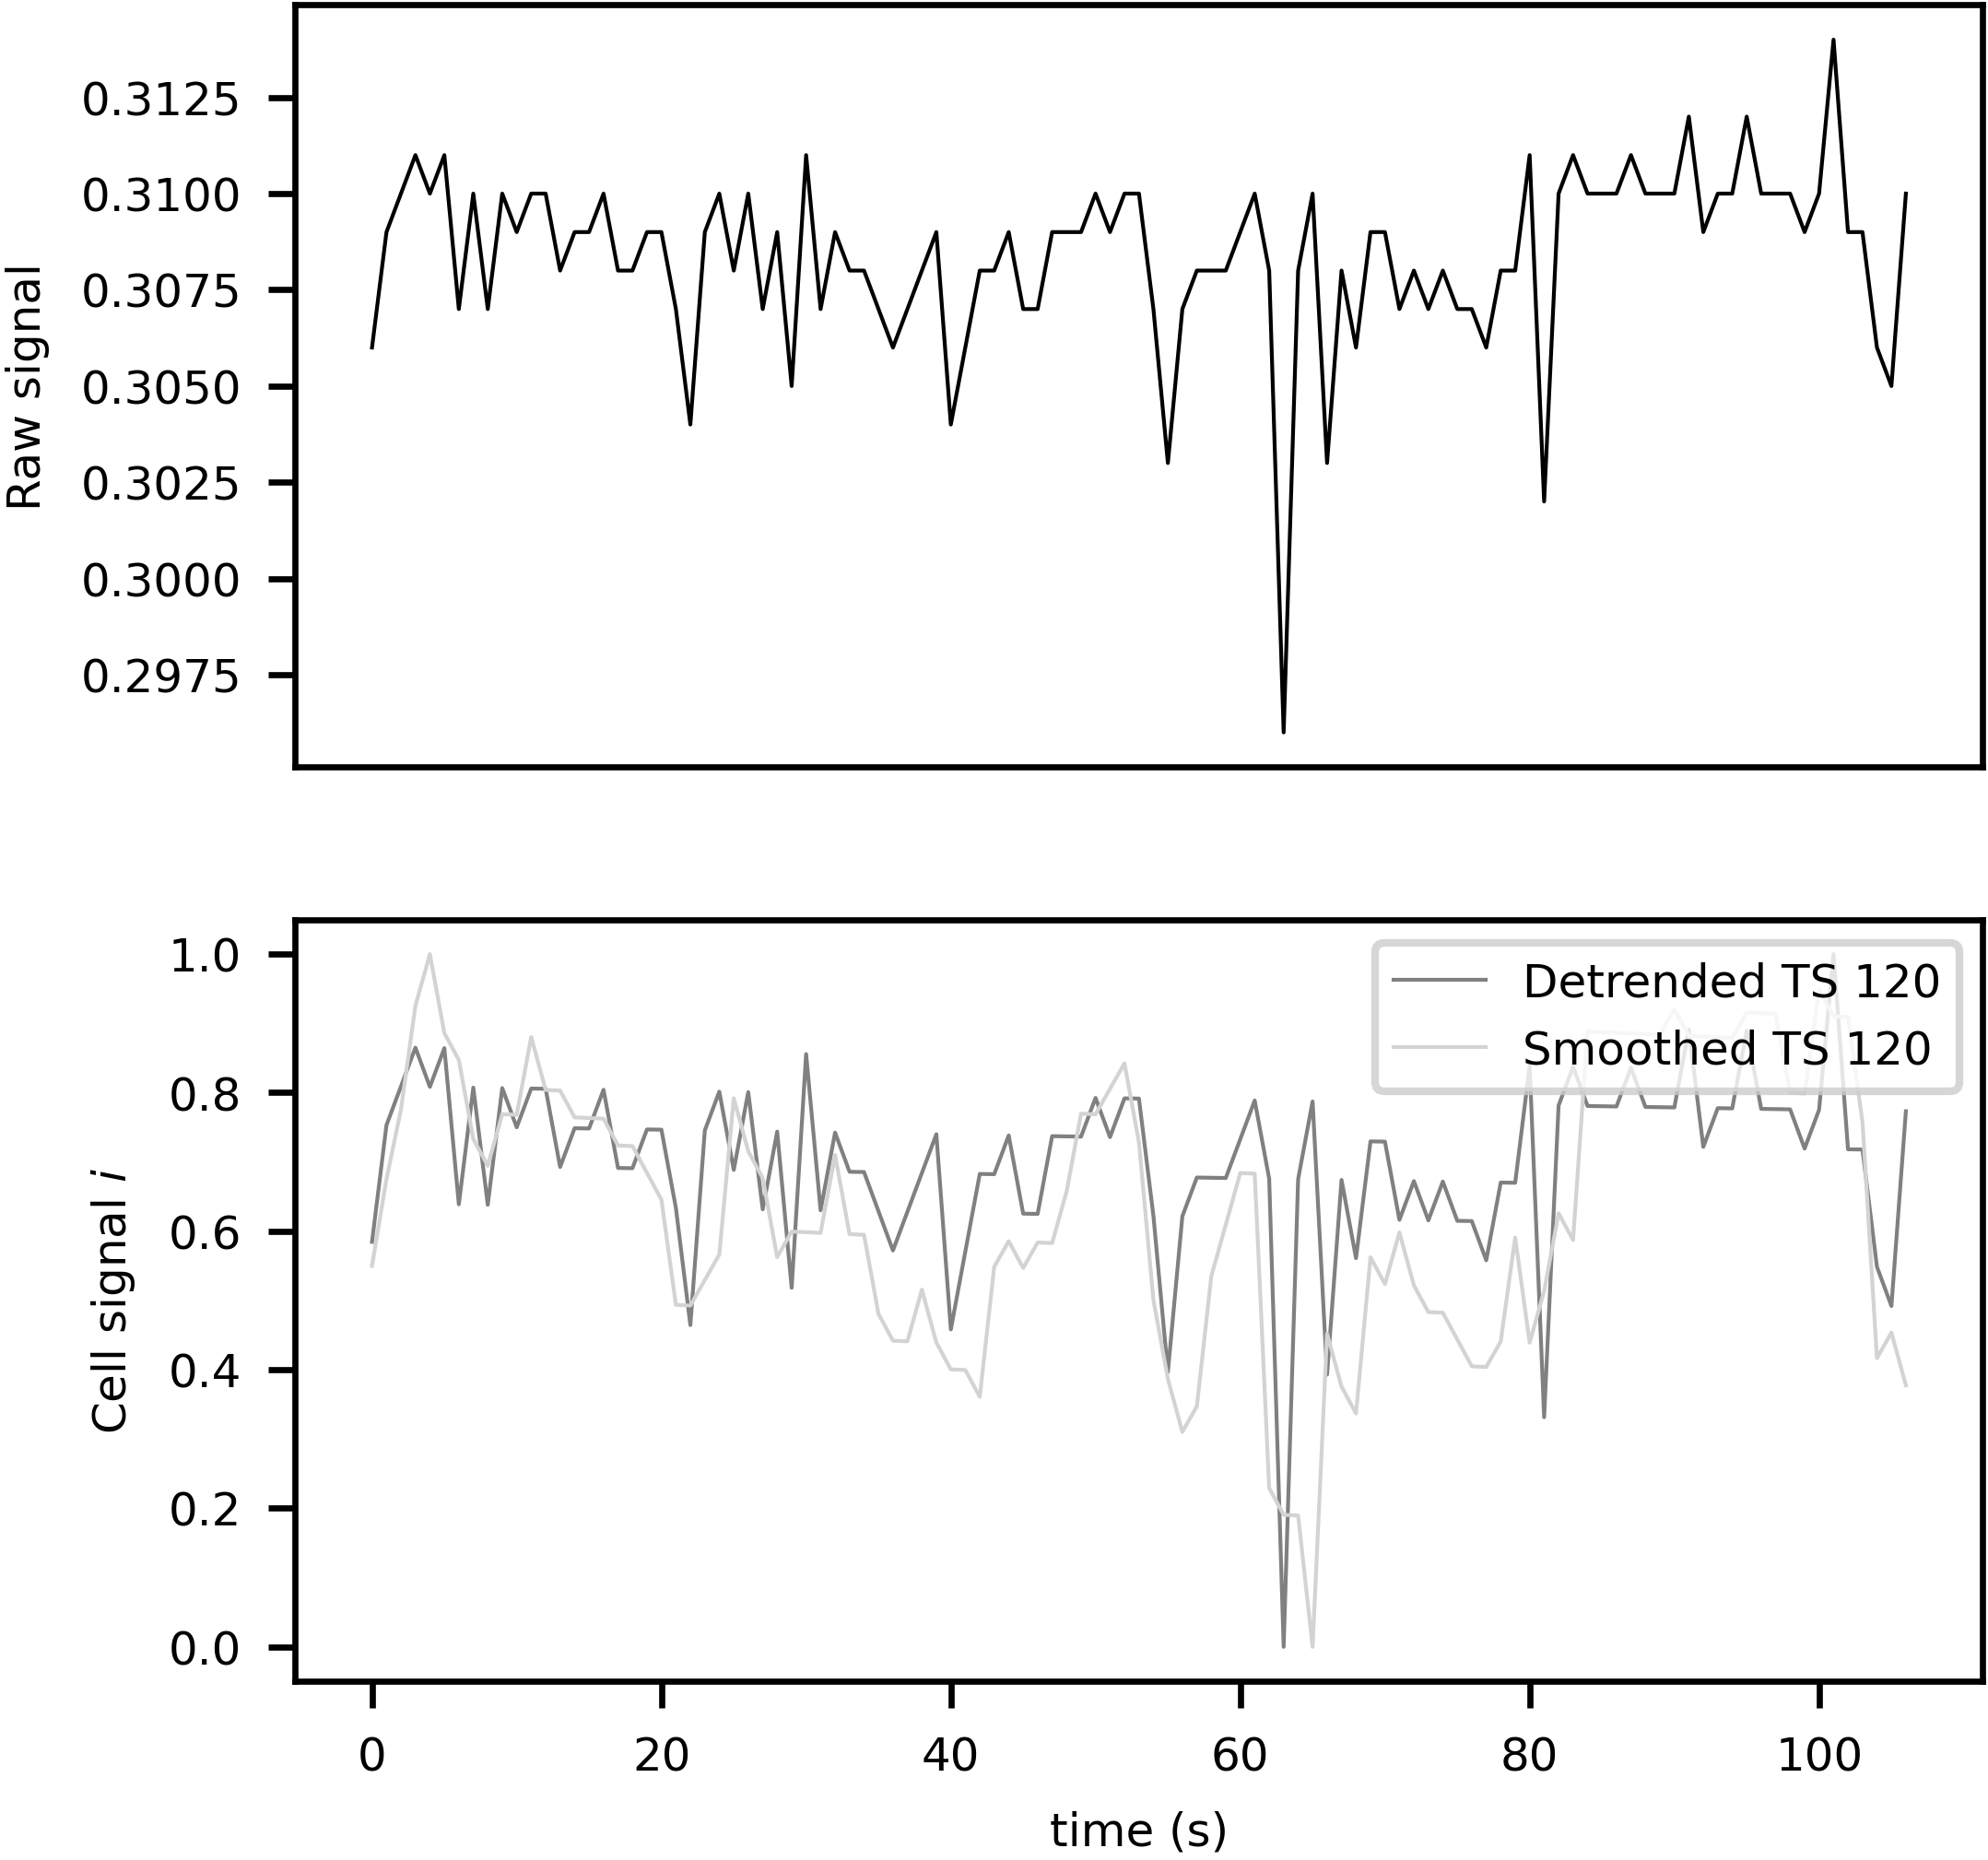 0.3125
0.3100
0.3075
0.3050
0.3025
0.3000
0.2975
Raw signal
1.0
0.8
0.6
0.4
0.2
0.0
Cell signal i
Detrended TS 120
Smoothed TS 120
0 20 40 60 80 100
time (s)